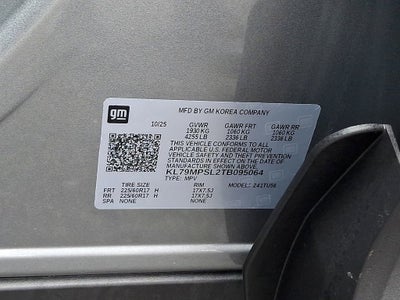 gm
MFD BY GM KOREA COMPANY
10/25 GVWR GAWR FRT GAWR RR
1930 KG 1060 KG 1060 KG
4255 LB 2336 LB 2336 LB
THIS VEHICLE CONFORMS TO ALL
APPLICABLE U.S. FEDERAL MOTOR
VEHICLE SAFETY AND THEFT PREVENTION
STANDARDS IN EFFECT ON THE DATE OF
MANUFACTURE SHOWN ABOVE.
KL79MPSL2TB095064
TYPE: MPV
TIRE SIZE RIM MODEL: 241TU56
FRT 225/60R17 H 17X7.5J
RR 225/60R17 H 17X7.5J
SPA NONE NONE